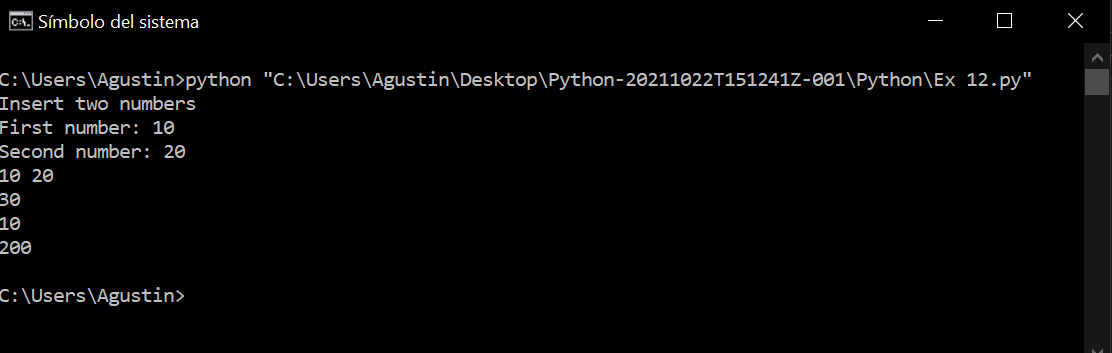 Símbolo del sistema
C:\Users\Agustin>python "C:\Users\Agustin\Desktop\Python-20211022T151241Z-001\Python\Ex 12.py"
Insert two numbers
First number: 10
Second number: 20
10 20
30
10
200
C:\Users\Agustin>